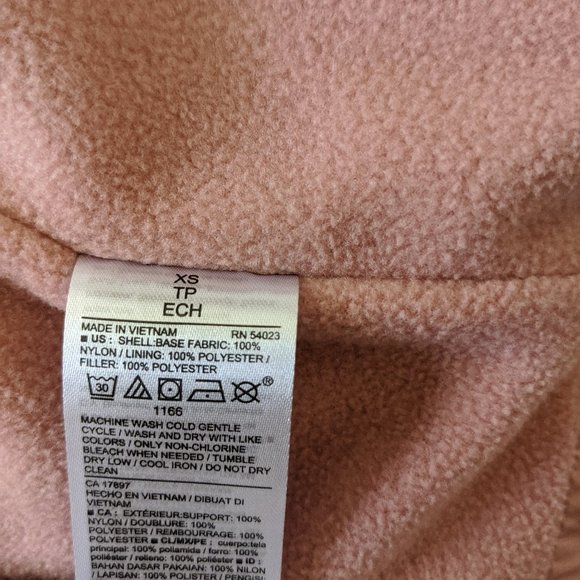 XS
TP
ECH
MADE IN VIETNAM RN 54023
■ US : SHELL:BASE FABRIC: 100%
NYLON / LINING: 100% POLYESTER /
FILLER: 100% POLYESTER
30
®
1166
MACHINE WASH COLD GENTLE
CYCLE / WASH AND DRY WITH LIKE
COLORS / ONLY NON-CHLORINE
BLEACH WHEN NEEDED / TUMBLE
DRY LOW / COOL IRON / DO NOT DRY
CLEAN
CA 17897
HECHO EN VIETNAM / DIBUAT DI
VIETNAM
■ CA : EXTÉRIEUR:SUPPORT: 100%
NYLON / DOUBLURE: 100%
POLYESTER / REMBOURRAGE: 100%
POLYESTER ■ CL/MX/PE : cuerpo:tela
principal: 100% poliamida / forro: 100%
poliéster / relleno: 100% poliéster ■ ID :
BAHAN DASAR PAKAIAN: 100% NILON
/ LAPISAN: 100% POLISTER / PENGISI